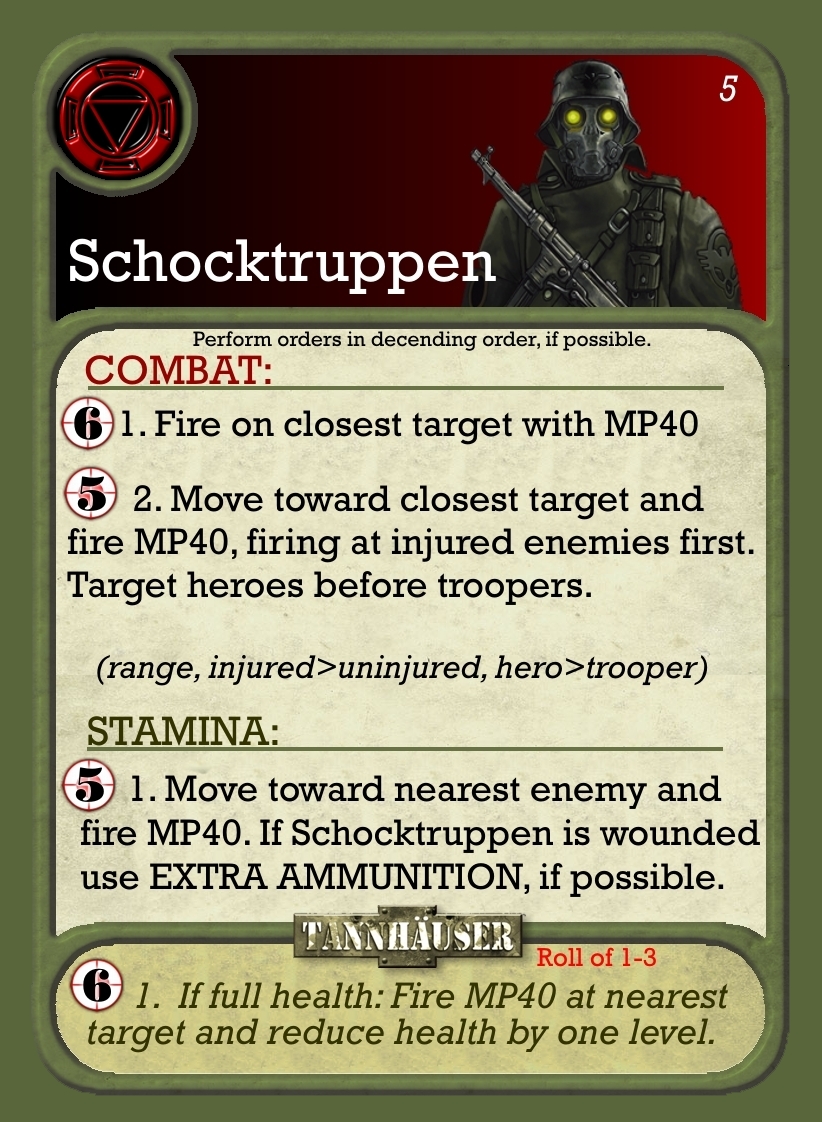 5
Schocktruppen
Perform orders in decending order, if possible.
COMBAT:
6 1. Fire on closest target with MP40
5 2. Move toward closest target and
fire MP40, firing at injured enemies first.
Target heroes before troopers.
(range, injured>uninjured, hero>trooper)
STAMINA:
5 1. Move toward nearest enemy and
fire MP40. If Schocktruppen is wounded
use EXTRA AMMUNITION, if possible.
TANNHÄUSER
Roll of 1-3
6 1. If full health: Fire MP40 at nearest
target and reduce health by one level.